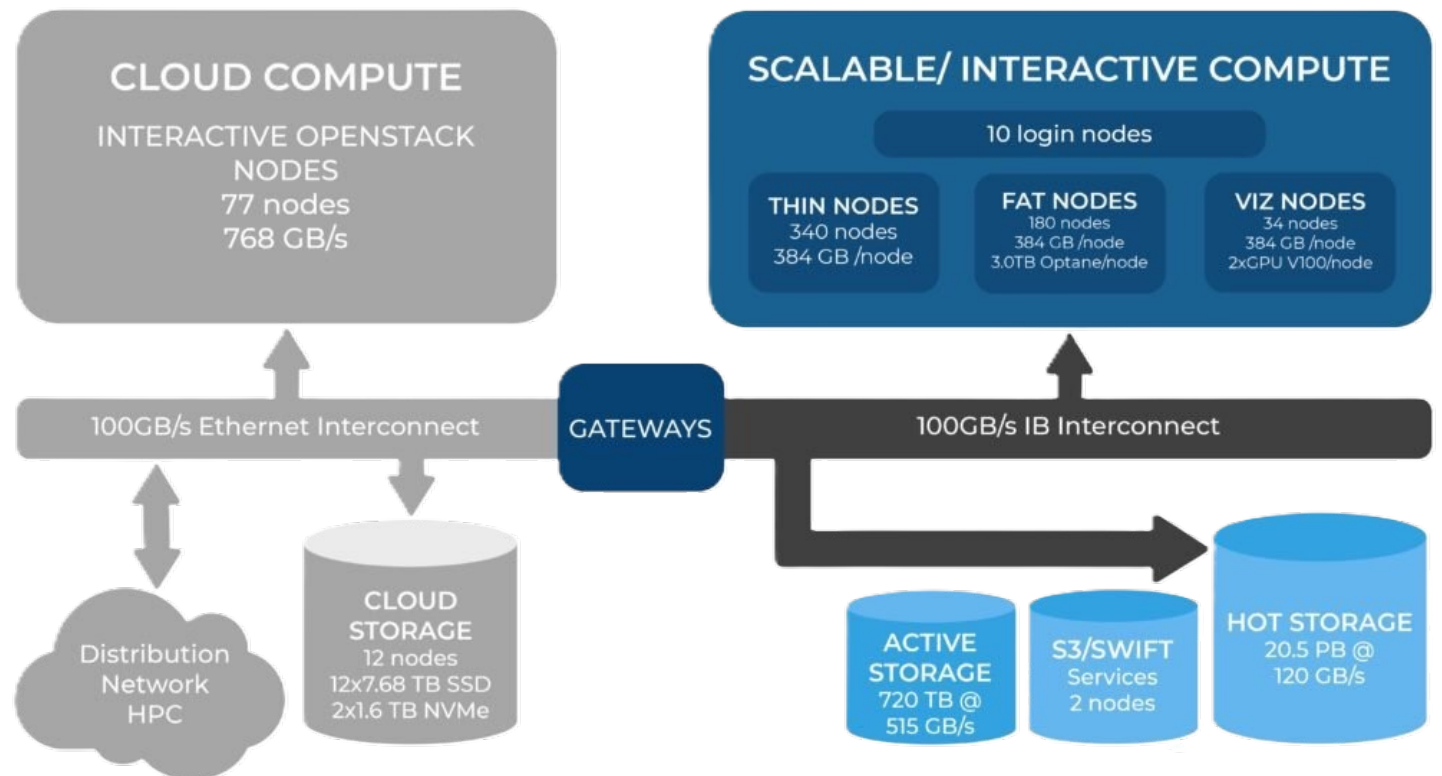 CLOUD COMPUTE
INTERACTIVE OPENSTACK
NODES
77 nodes
768 GB/s
SCALABLE/ INTERACTIVE COMPUTE
10 login nodes
THIN NODES
340 nodes
384 GB /node
FAT NODES
180 nodes
384 GB /node
3.0TB Optane/node
VIZ NODES
34 nodes
384 GB /node
2xGPU V100/node
100GB/s Ethernet Interconnect
GATEWAYS
100GB/s IB Interconnect
Distribution
Network
HPC
CLOUD
STORAGE
12 nodes
12x7.68 TB SSD
2x1.6 TB NVMe
ACTIVE
STORAGE
720 TB @
515 GB/s
S3/SWIFT
Services
2 nodes
HOT STORAGE
20.5 PB @
120 GB/s